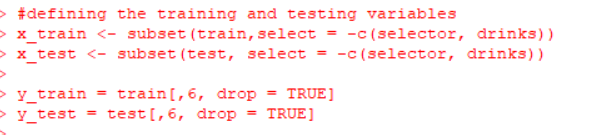 > #defining the training and testing variables
> x_train <- subset(train,select = -c(selector, drinks))
> x_test <- subset(test, select = -c(selector, drinks))
>
> y_train = train[,6, drop = TRUE]
> y_test = test[,6, drop = TRUE]